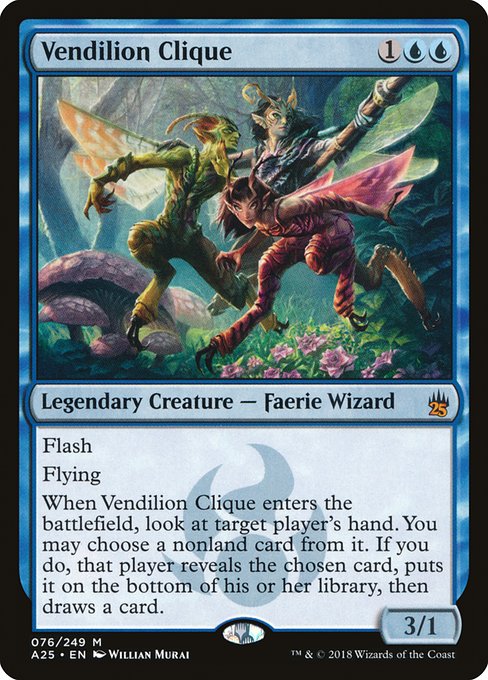 Vendilion Clique 1
Legendary Creature — Faerie Wizard 25
Flash
Flying
When Vendilion Clique enters the
battlefield, look at target player's hand. You
may choose a nonland card from it. If you
do, that player reveals the chosen card, puts
it on the bottom of his or her library, then
draws a card.
3/1
076/249 M
A25 • EN Willian Murai
™ & © 2018 Wizards of the Coast